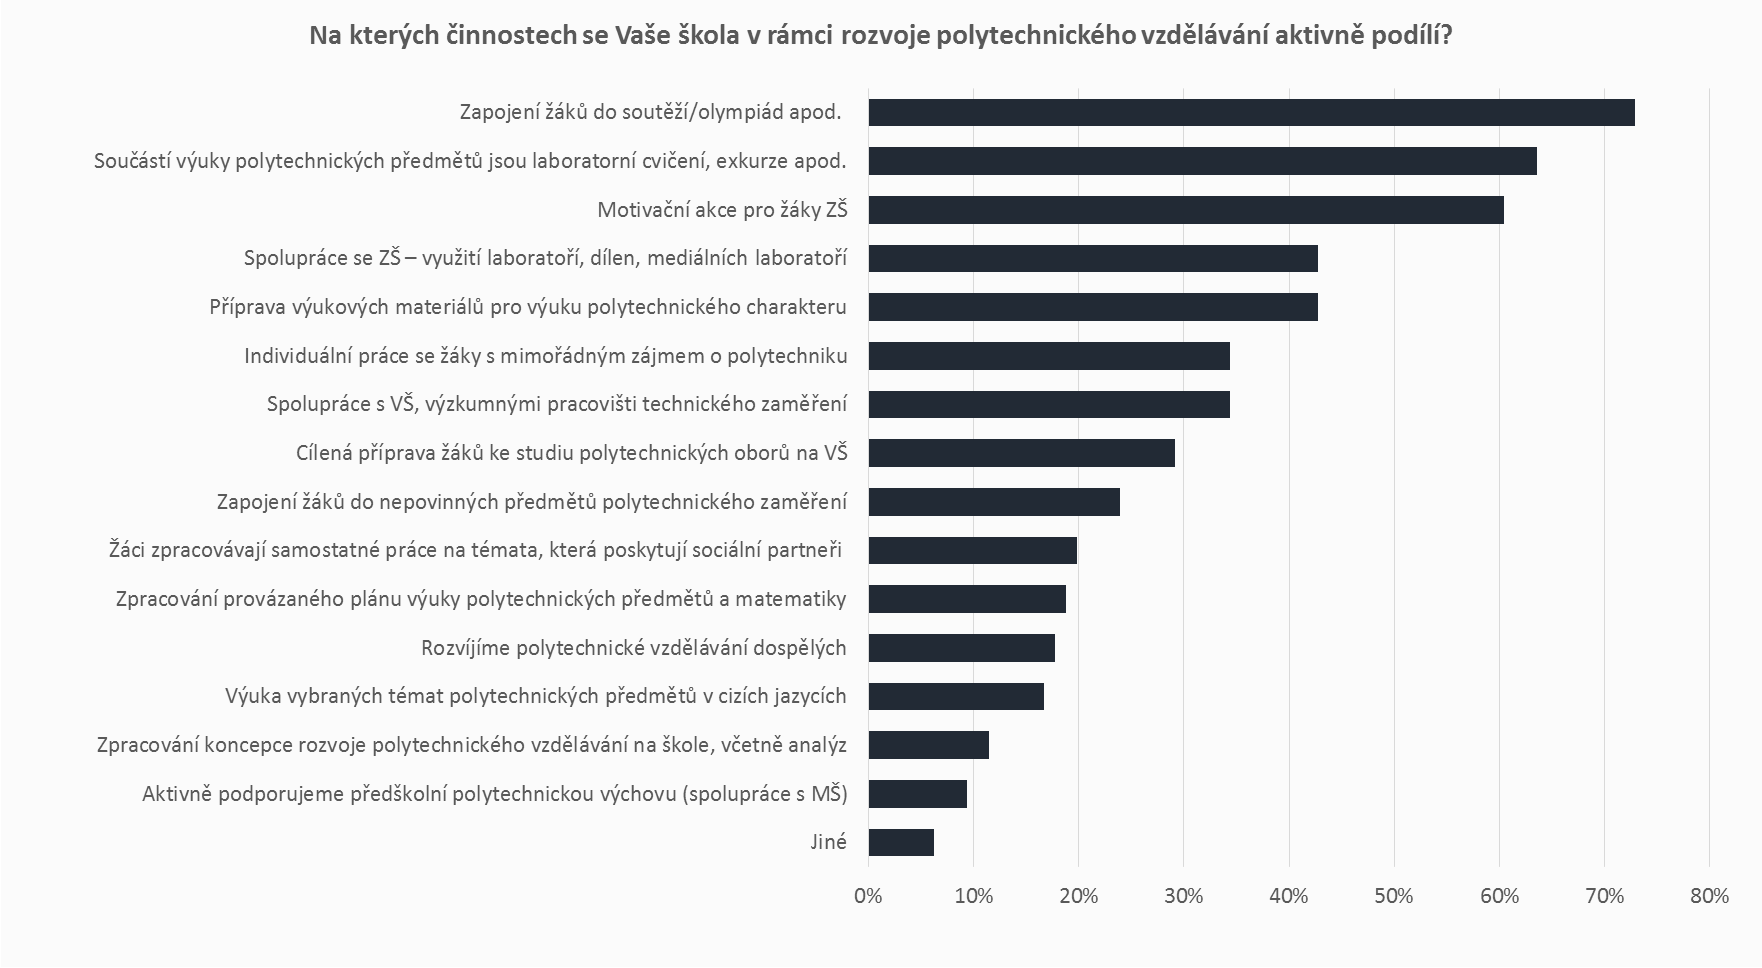 Na kterých činnostech se Vaše škola v rámci rozvoje polytechnického vzdělávání aktivně podílí?
Zapojení žáků do soutěží/olympiád apod.
Součástí výuky polytechnických předmětů jsou laboratorní cvičení, exkurze apod.
Motivační akce pro žáky ZŠ
Spolupráce se ZŠ – využití laboratoří, dílen, mediálních laboratoří
Příprava výukových materiálů pro výuku polytechnického charakteru
Individuální práce se žáky s mimořádným zájmem o polytechniku
Spolupráce s VŠ, výzkumnými pracovišti technického zaměření
Cílená příprava žáků ke studiu polytechnických oborů na VŠ
Zapojení žáků do nepovinných předmětů polytechnického zaměření
Žáci zpracovávají samostatné práce na témata, která poskytují sociální partneři
Zpracování provázaného plánu výuky polytechnických předmětů a matematiky
Rozvíjíme polytechnické vzdělávání dospělých
Výuka vybraných témat polytechnických předmětů v cizích jazycích
Zpracování koncepce rozvoje polytechnického vzdělávání na škole, včetně analýz
Aktivně podporujeme předškolní polytechnickou výchovu (spolupráce s MŠ)
Jiné
0% 10% 20% 30% 40% 50% 60% 70% 80%